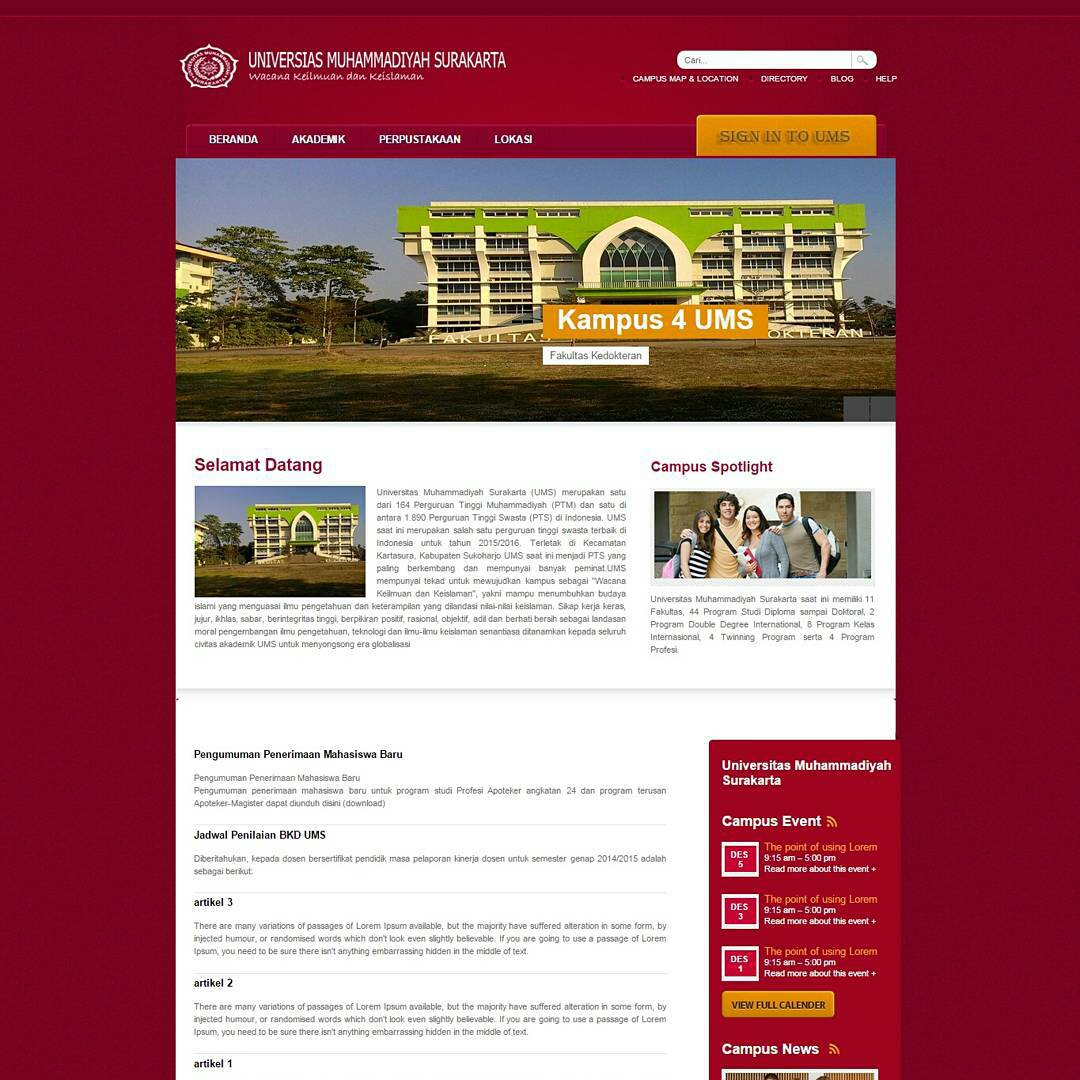 UNIVERSIAS MUHAMMADIYAH SURAKARTA
Wacana Keilmuan dan Keislaman
Cari...
CAMPUS MAP & LOCATION DIRECTORY BLOG HELP
BERANDA AKADEMIK PERPUSTAKAAN LOKASI
SIGN IN TO UMS
Kampus 4 UMS
FAKULTAS KEDOKTERAN
Fakultas Kedokteran
Selamat Datang
Universitas Muhammadiyah Surakarta (UMS) merupakan satu
dari 164 Perguruan Tinggi Muhammadiyah (PTM) dan satu di
antara 1.890 Perguruan Tinggi Swasta (PTS) di Indonesia. UMS
saat ini merupakan salah satu perguruan tinggi swasta terbaik di
Indonesia untuk tahun 2015/2016. Terletak di Kecamatan
Kartasura, Kabupaten Sukoharjo UMS saat ini menjadi PTS yang
paling berkembang dan mempunyai banyak peminat.UMS
mempunyai tekad untuk mewujudkan kampus sebagai "Wacana
Keilmuan dan Keislaman", yakni mampu menumbuhkan budaya
islami yang menguasai ilmu pengetahuan dan keterampilan yang dilandasi nilai-nilai keislaman. Sikap kerja keras,
jujur, ikhlas, sabar, berintegritas tinggi, berpikiran positif, rasional, objektif, adil dan berhati bersih sebagai landasan
moral pengembangan ilmu pengetahuan, teknologi dan ilmu-ilmu keislaman senantiasa ditanamkan kepada seluruh
civitas akademik UMS untuk menyongsong era globalisasi
Campus Spotlight
Universitas Muhammadiyah Surakarta saat ini memiliki 11
Fakultas, 44 Program Studi Diploma sampai Doktoral, 2
Program Double Degree International, 8 Program Kelas
Internasional, 4 Twinning Program serta 4 Program
Profesi.
Pengumuman Penerimaan Mahasiswa Baru
Pengumuman Penerimaan Mahasiswa Baru
Pengumuman penerimaan mahasiswa baru untuk program studi Profesi Apoteker angkatan 24 dan program terusan
Apoteker-Magister dapat diunduh disini (download)
Jadwal Penilaian BKD UMS
Diberitahukan, kepada dosen bersertifikat pendidik masa pelaporan kinerja dosen untuk semester genap 2014/2015 adalah
sebagai berikut:
artikel 3
There are many variations of passages of Lorem Ipsum available, but the majority have suffered alteration in some form, by
injected humour, or randomised words which don't look even slightly believable. If you are going to use a passage of Lorem
Ipsum, you need to be sure there isn't anything embarrassing hidden in the middle of text.
artikel 2
There are many variations of passages of Lorem Ipsum available, but the majority have suffered alteration in some form, by
injected humour, or randomised words which don't look even slightly believable. If you are going to use a passage of Lorem
Ipsum, you need to be sure there isn't anything embarrassing hidden in the middle of text.
artikel 1
Universitas Muhammadiyah
Surakarta
Campus Event
DES
5
The point of using Lorem
9:15 am – 5:00 pm
Read more about this event +
DES
3
The point of using Lorem
9:15 am – 5:00 pm
Read more about this event +
DES
1
The point of using Lorem
9:15 am – 5:00 pm
Read more about this event +
VIEW FULL CALENDER
Campus News